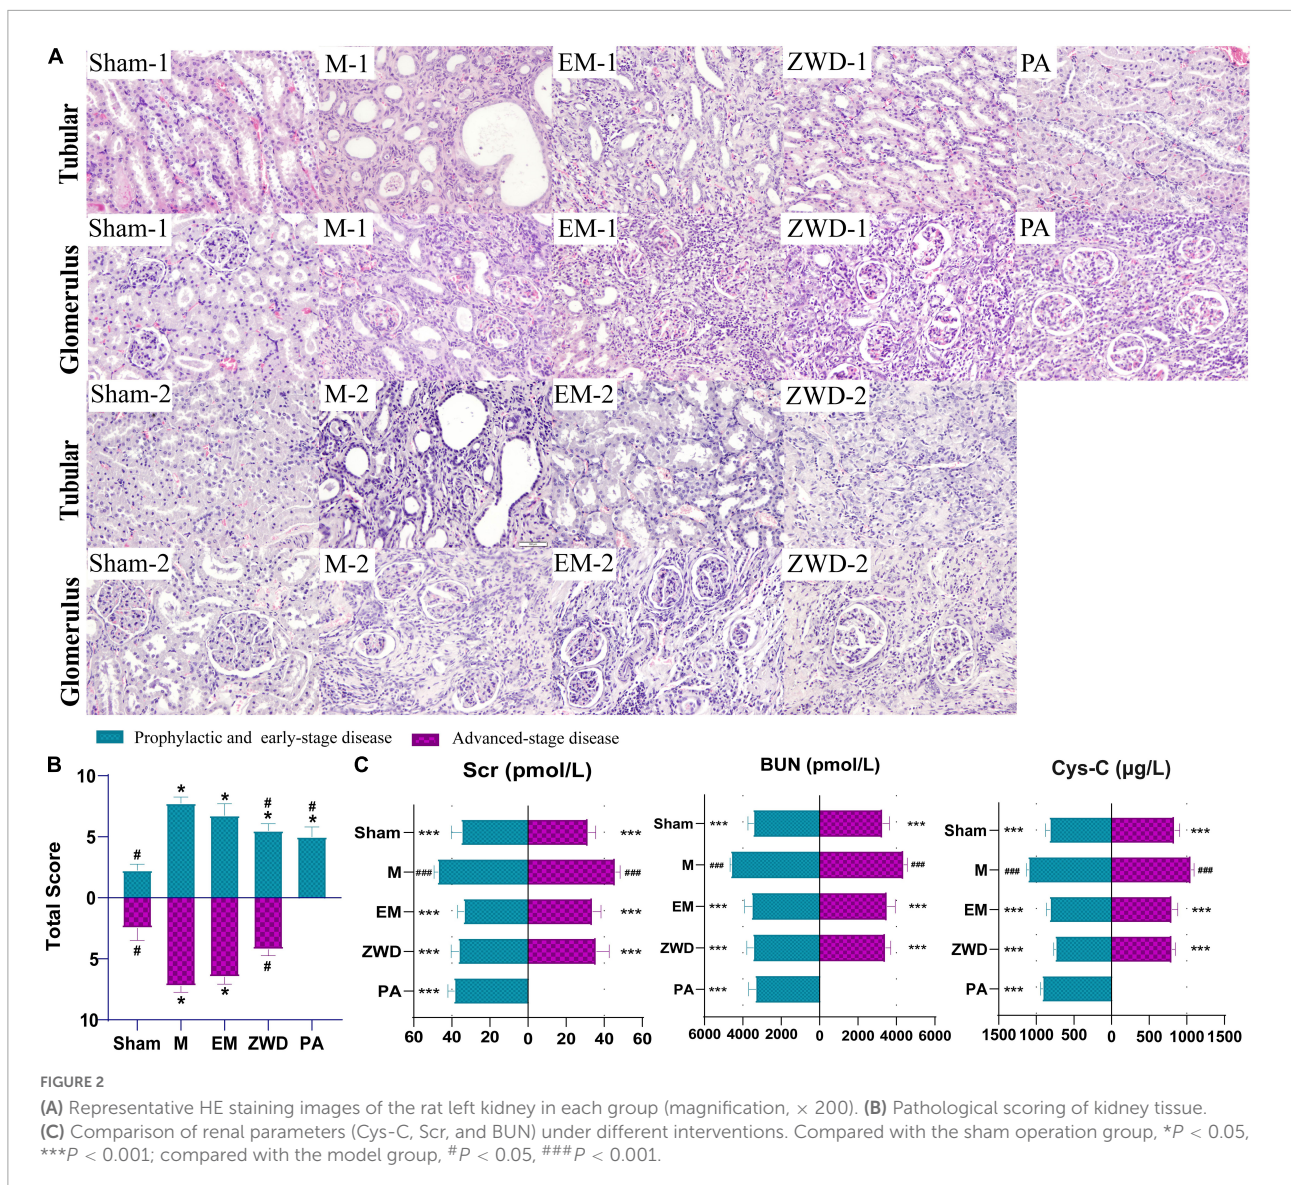 A
Sham-1 M-1 EM-1 ZWD-1 PA
Tubular
Sham-1 M-1 EM-1 ZWD-1 PA
Glomerulus
Sham-2 M-2 EM-2 ZWD-2
Tubular
Sham-2 M-2 EM-2 ZWD-2
Glomerulus
Prophylactic and early-stage disease Advanced-stage disease
B
Total Score
10
5
0
5
10
# * * # * # *
# * * #
Sham M EM ZWD PA
C
Scr (pmol/L)
Sham *** ***
M ### ###
EM *** ***
ZWD *** ***
PA ***
60 40 20 0 20 40 60
BUN (pmol/L)
Sham *** ***
M ### ###
EM *** ***
ZWD *** ***
PA ***
6000 4000 2000 0 2000 4000 6000
Cys-C (µg/L)
Sham *** ***
M ### ###
EM *** ***
ZWD *** ***
PA ***
1500 1000 500 0 500 1000 1500
FIGURE 2
(A) Representative HE staining images of the rat left kidney in each group (magnification, × 200). (B) Pathological scoring of kidney tissue.
(C) Comparison of renal parameters (Cys-C, Scr, and BUN) under different interventions. Compared with the sham operation group, *P < 0.05,
***P < 0.001; compared with the model group, #P < 0.05, ###P < 0.001.